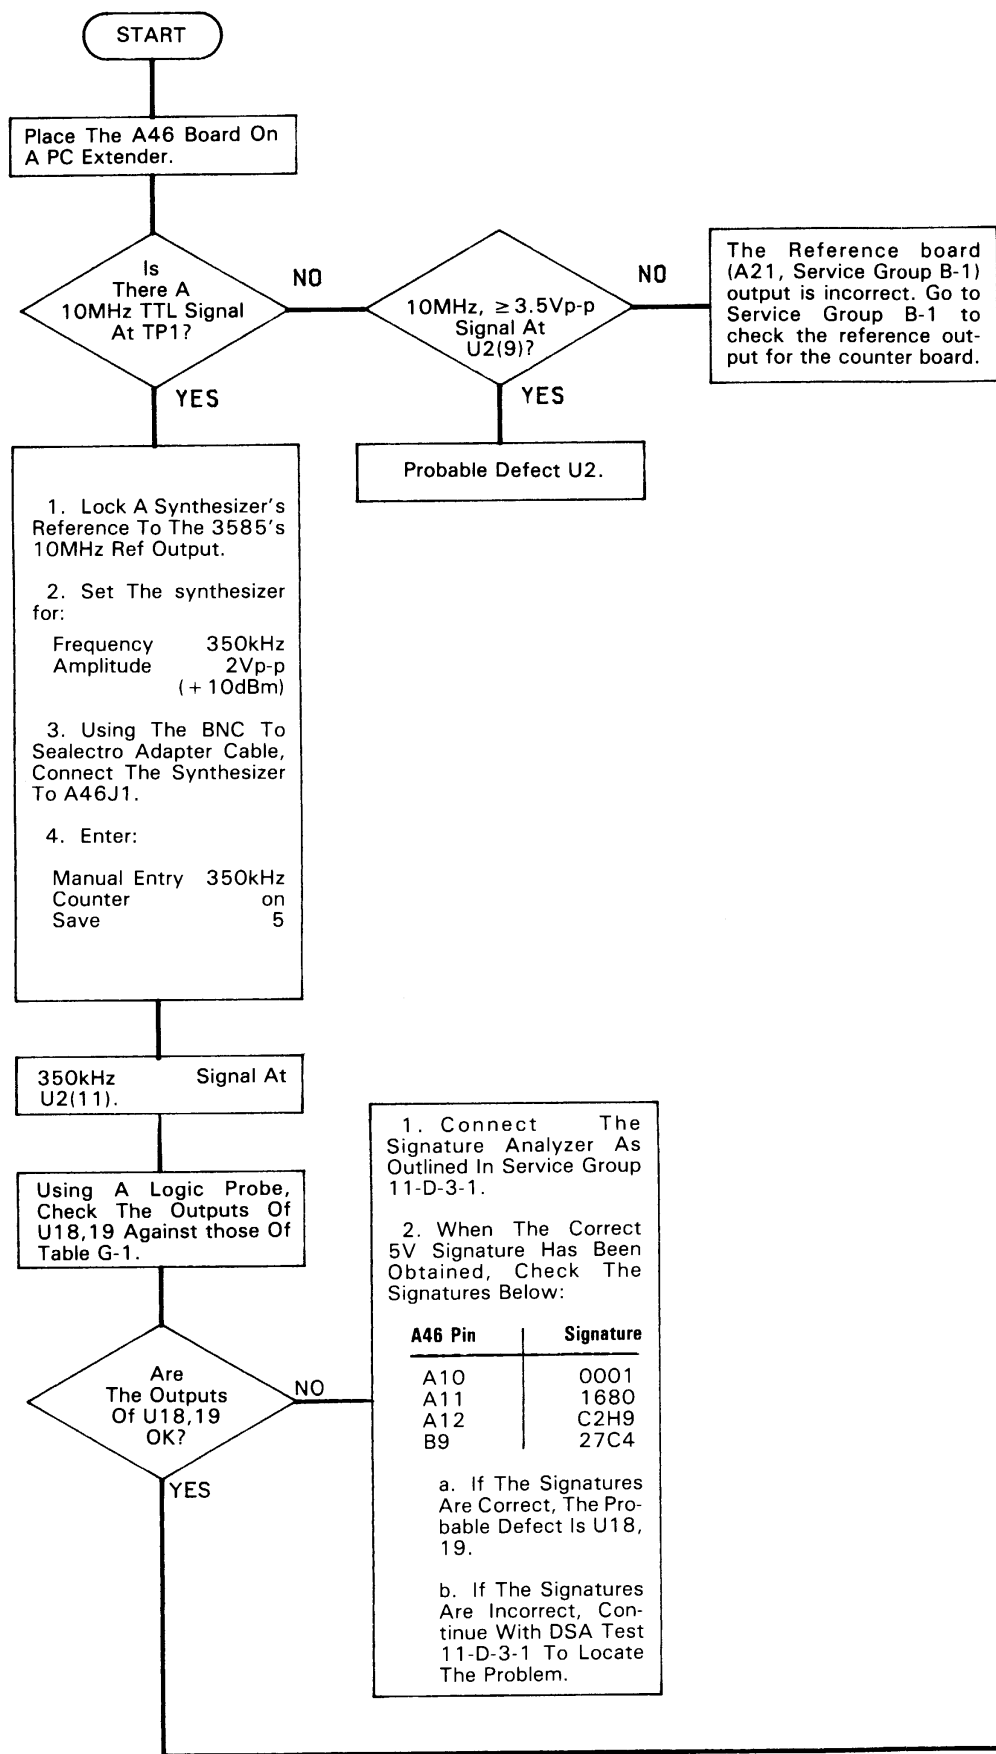 START
Place The A46 Board On
A PC Extender.
Is
There A
10MHz TTL Signal
At TP1?
NO
10MHz, ≥3.5Vp-p
Signal At
U2(9)?
NO
The Reference board
(A21, Service Group B-1)
output is incorrect. Go to
Service Group B-1 to
check the reference out-
put for the counter board.
YES
YES
Probable Defect U2.
1. Lock A Synthesizer's
Reference To The 3585's
10MHz Ref Output.
2. Set The synthesizer
for:
Frequency 350kHz
Amplitude 2Vp-p
(+10dBm)
3. Using The BNC To
Sealectro Adapter Cable,
Connect The Synthesizer
To A46J1.
4. Enter:
Manual Entry 350kHz
Counter on
Save 5
350kHz Signal At
U2(11).
Using A Logic Probe,
Check The Outputs Of
U18,19 Against those Of
Table G-1.
Are
The Outputs
Of U18,19
OK?
NO
YES
1. Connect The
Signature Analyzer As
Outlined In Service Group
11-D-3-1.
2. When The Correct
5V Signature Has Been
Obtained, Check The
Signatures Below:
A46 Pin Signature
A10 0001
A11 1680
A12 C2H9
B9 27C4
a. If The Signatures
Are Correct, The Pro-
bable Defect Is U18,
19.
b. If The Signatures
Are Incorrect, Con-
tinue With DSA Test
11-D-3-1 To Locate
The Problem.